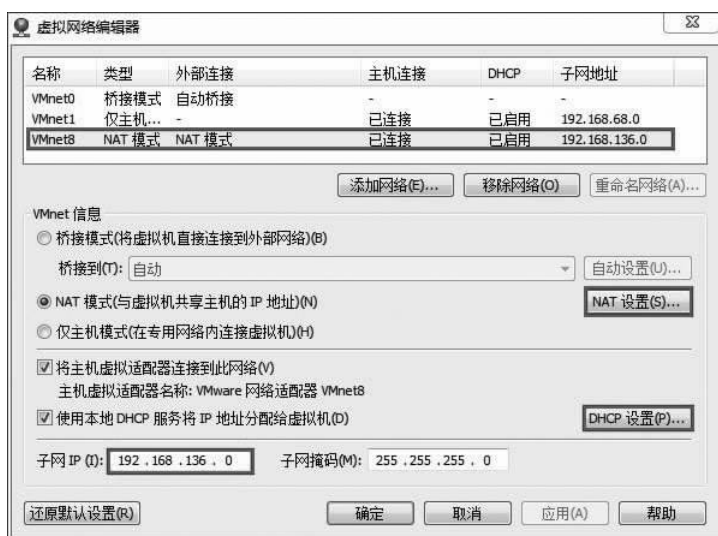 虚拟网络编辑器
名称 类型 外部连接 主机连接 DHCP 子网地址
VMnet0 桥接模式 自动桥接 - - -
VMnet1 仅主机... - 已连接 已启用 192.168.68.0
VMnet8 NAT 模式 NAT 模式 已连接 已启用 192.168.136.0
添加网络(E)... 移除网络(O) 重命名网络(A)...
VMnet 信息
桥接模式(将虚拟机直接连接到外部网络)(B)
桥接到(T): 自动 自动设置(U)...
NAT 模式(与虚拟机共享主机的 IP 地址)(N) NAT 设置(S)...
仅主机模式(在专用网络内连接虚拟机)(H)
将主机虚拟适配器连接到此网络(V)
主机虚拟适配器名称: VMware 网络适配器 VMnet8
使用本地 DHCP 服务将 IP 地址分配给虚拟机(D) DHCP 设置(P)...
子网 IP (I): 192 . 168 . 136 . 0 子网掩码(M): 255 . 255 . 255 . 0
还原默认设置(R) 确定 取消 应用(A) 帮助